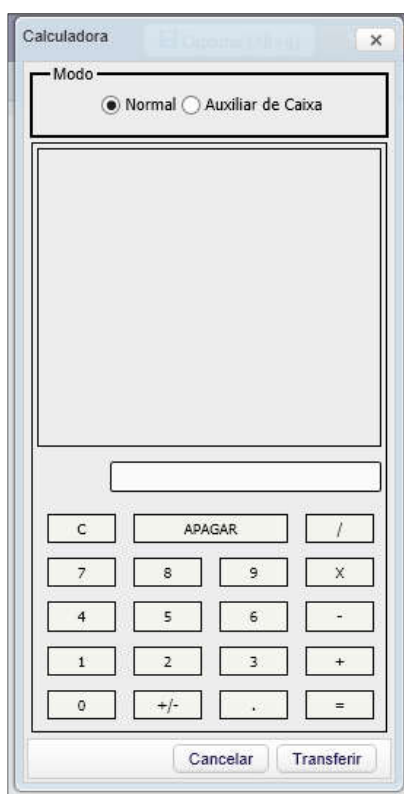 Calculadora
Modo
Normal Auxiliar de Caixa
C APAGAR /
7 8 9 X
4 5 6 -
1 2 3 +
0 +/- . =
Cancelar Transferir